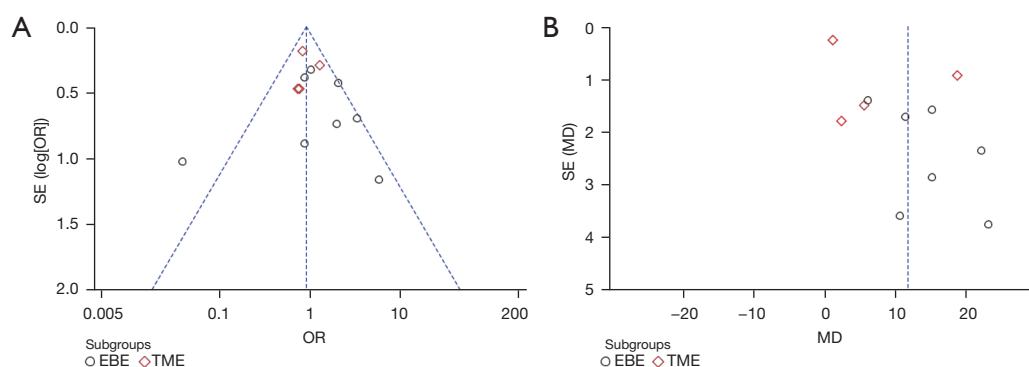 A
SE (log[OR])
0.0
0.5
1.0
1.5
2.0
0.005
0.1
1
10
200
OR
Subgroups
EBE TME
B
SE (MD)
0
1
2
3
4
5
−20
−10
0
10
20
MD
Subgroups
EBE TME